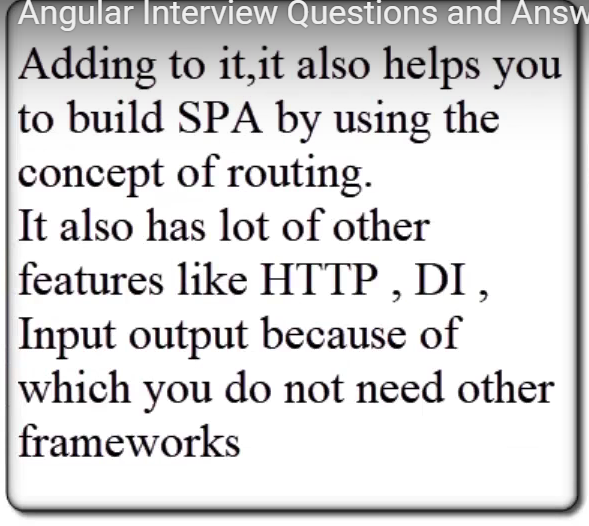 Angular Interview Questions and Answ
Adding to it,it also helps you
to build SPA by using the
concept of routing.
It also has lot of other
features like HTTP , DI ,
Input output because of
which you do not need other
frameworks